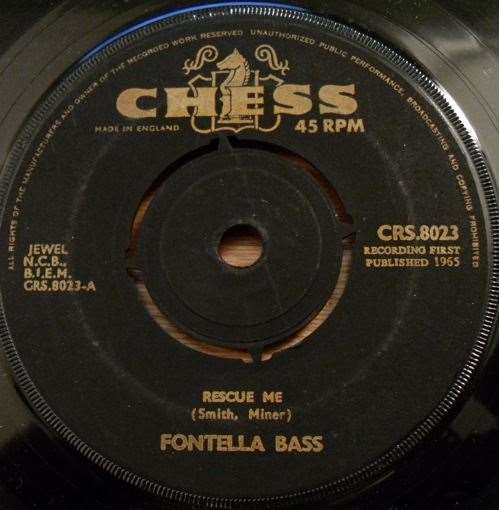 ALL RIGHTS OF THE MANUFACTURERS AND OWNER OF THE RECORDED WORK RESERVED UNAUTHORIZED PUBLIC PERFORMANCE, BROADCASTING AND COPYING PROHIBITED
CHESS
MADE IN ENGLAND
45 RPM
JEWEL
N.C.B.,
B.I.E.M.
CRS.8023-A
CRS.8023
RECORDING FIRST
PUBLISHED 1965
RESCUE ME
(Smith, Miner)
FONTELLA BASS